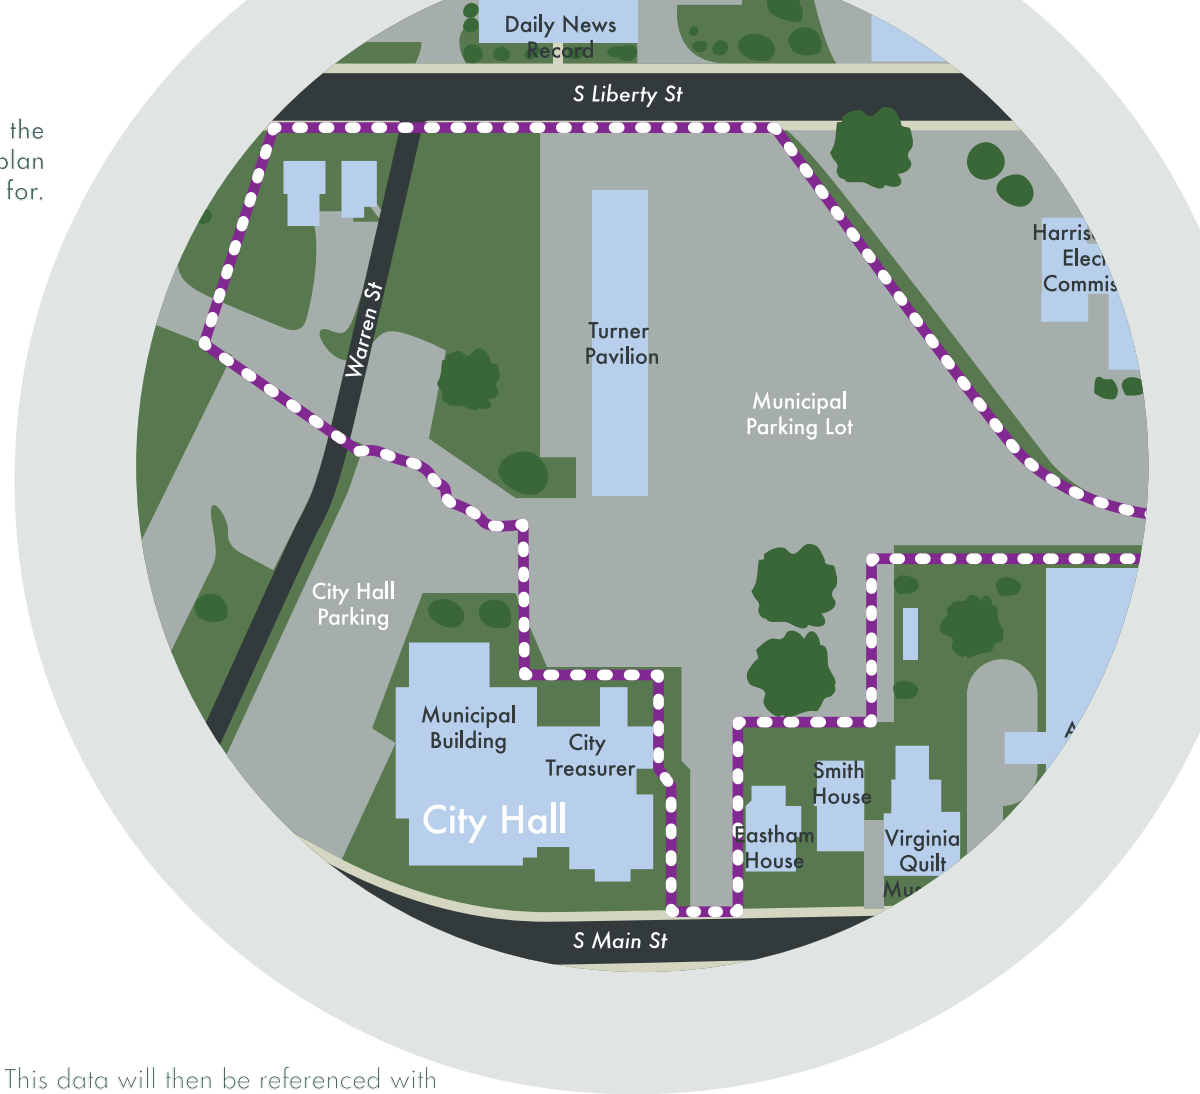 Daily News
Record
S Liberty St
the
plan
for.
Warren St
Turner
Pavilion
Municipal
Parking Lot
City Hall
Parking
Municipal
Building
City
Treasurer
City Hall
Smith
House
Eastham
House
Virginia
Quilt
S Main St
This data will then be referenced with